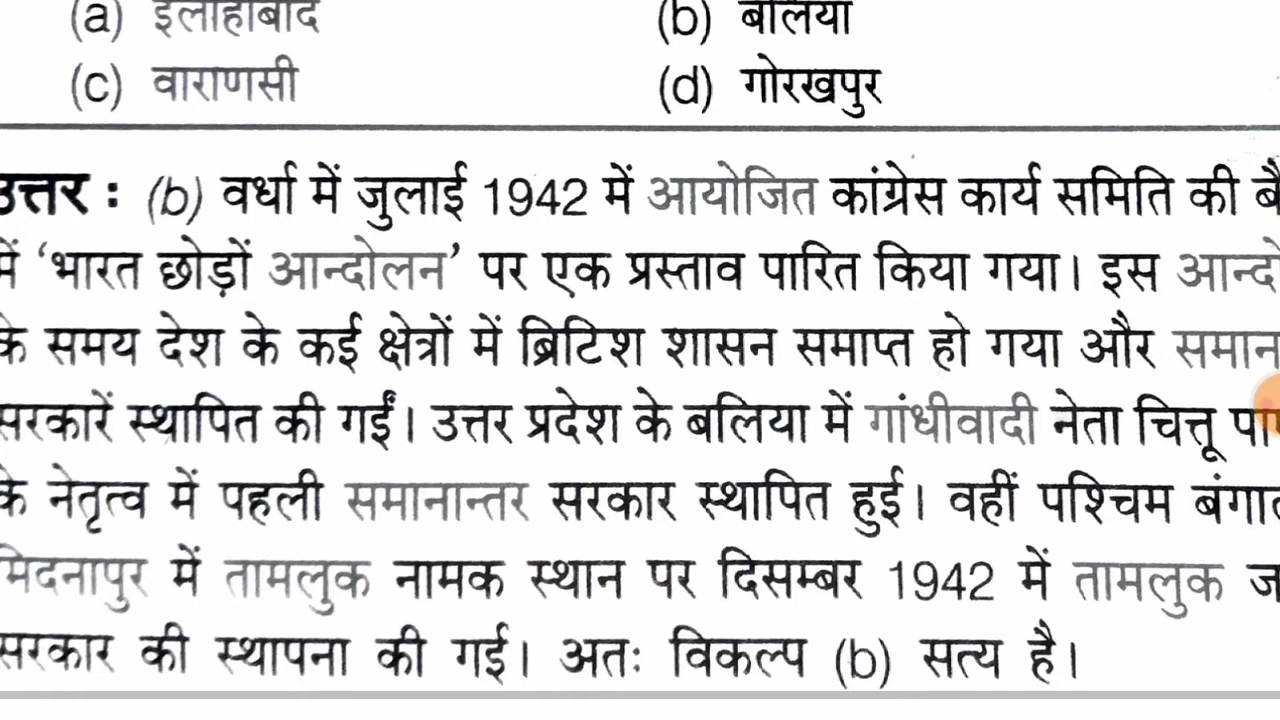 (a) इलाहाबाद (b) बलिया
(c) वाराणसी (d) गोरखपुर
उत्तर : (b) वर्धा में जुलाई 1942 में आयोजित कांग्रेस कार्य समिति की
में ‘भारत छोड़ों आन्दोलन’ पर एक प्रस्ताव पारित किया गया। इस
के समय देश के कई क्षेत्रों में ब्रिटिश शासन समाप्त हो गया और
सरकारें स्थापित की गईं। उत्तर प्रदेश के बलिया में गांधीवादी नेता चित्तू
के नेतृत्व में पहली समानान्तर सरकार स्थापित हुई। वहीं पश्चिम
मिदनापुर में तामलुक नामक स्थान पर दिसम्बर 1942 में तामलुक
सरकार की स्थापना की गई। अतः विकल्प (b) सत्य है।